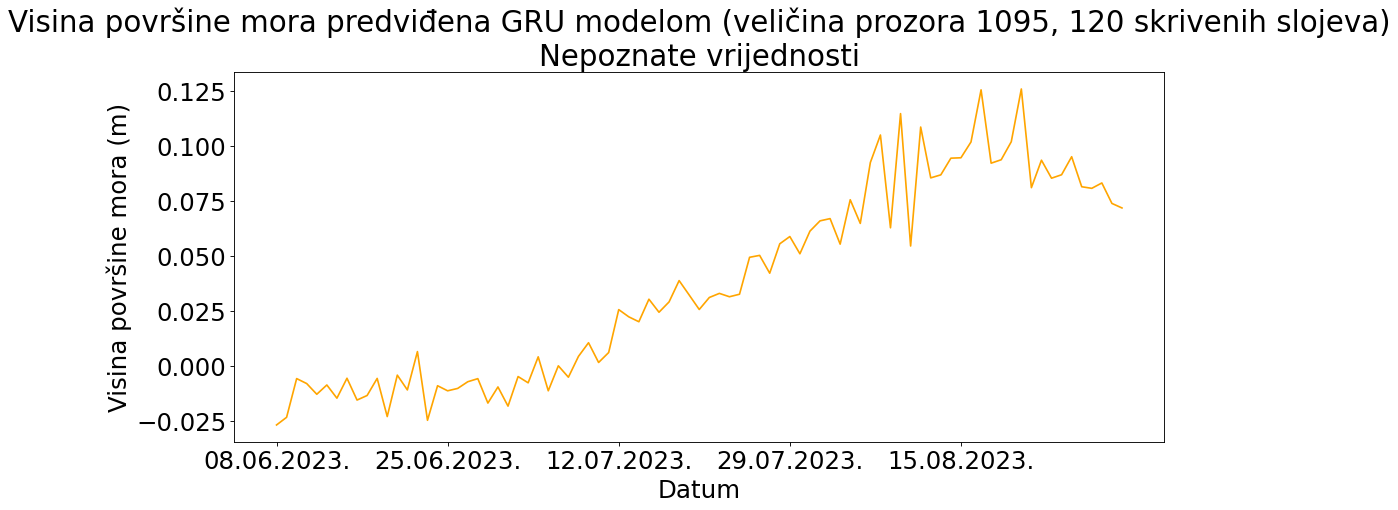 Visina površine mora predviđena GRU modelom (veličina prozora 1095, 120 skrivenih slojeva)
Nepoznate vrijednosti
Visina površine mora (m)
0.125
0.100
0.075
0.050
0.025
0.000
−0.025
08.06.2023. 25.06.2023. 12.07.2023. 29.07.2023. 15.08.2023.
Datum